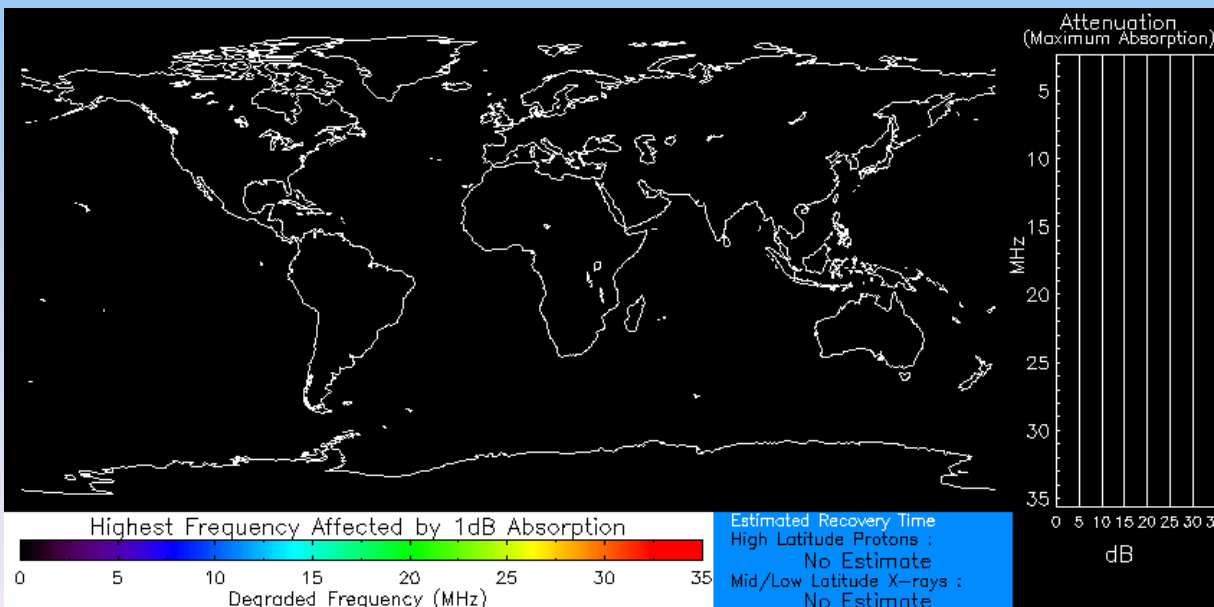 Attenuation
(Maximum Absorption)
5
10
15
20
25
30
35
MHz
0 5 10 15 20 25 30 35
dB
Highest Frequency Affected by 1dB Absorption
0 5 10 15 20 25 30 35
Degraded Frequency (MHz)
Estimated Recovery Time
High Latitude Protons :
No Estimate
Mid/Low Latitude X-rays :
No Estimate